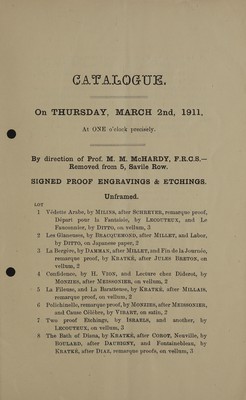 CATALOGUE.
On THURSDAY, MARCH 2nd, 1911,
At ONE o'clock precisely.
By direction of Prof. M. M. McHARDY, F.R.C.S.—
Removed from 5, Savile Row.
SIGNED PROOF ENGRAVINGS & ETCHINGS.
Unframed.
LOT
1 Védette Arabe, by MILIUS, after SCHREYER, remarque proof,
Départ pour la Fantaisie, by LECOUTEUX, and Le
Fauconnier, by DITTO, on vellum, 3
2 Les Glaneuses, by BRACQUEMOND, after MILLET, and Labor,
by DITTO, on Japanese paper, 2
3 La Bergère, by DAMMAN, after MILLET, and Fin de la Journée,
remarque proof, by KRATKÉ, after JULES BRETON, on
vellum, 2
4 Confidence, by H. VION, and Lecture chez Diderot, by
MONZIES, after MEISSONIER, on vellum, 2
5 La Fileuse, and La Baratteuse, by KRATKÉ, after MILLAIS,
remarque proof, on vellum, 2
6 Polichinelle, remarque proof, by MONZIES, after MEISSONIER,
and Cause Célèbre, by VIBART, on satin, 2
7 Two proof Etchings, by ISRAELS, and another, by
LECOUTEUX, on vellum, 3
8 The Bath of Diana, by KRATKÉ, after COROT, Neuville, by
BOULARD, after DAUBIGNY, and Fontainebleau, by
KRATKÉ, after DIAZ, remarque proofs, on vellum, 3